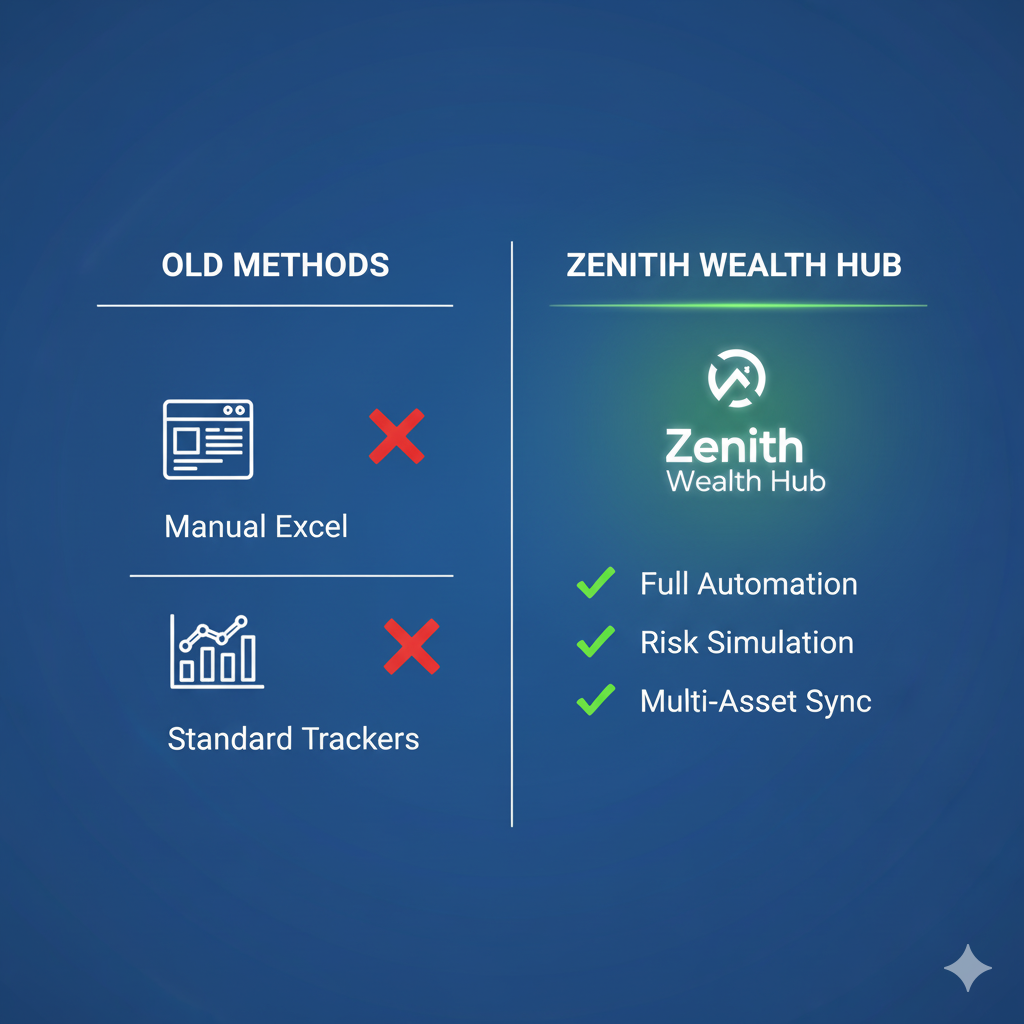 OLD METHODS
Manual Excel
Standard Trackers
ZENITIH WEALTH HUB
Zenith
Wealth Hub
Full Automation
Risk Simulation
Multi-Asset Sync